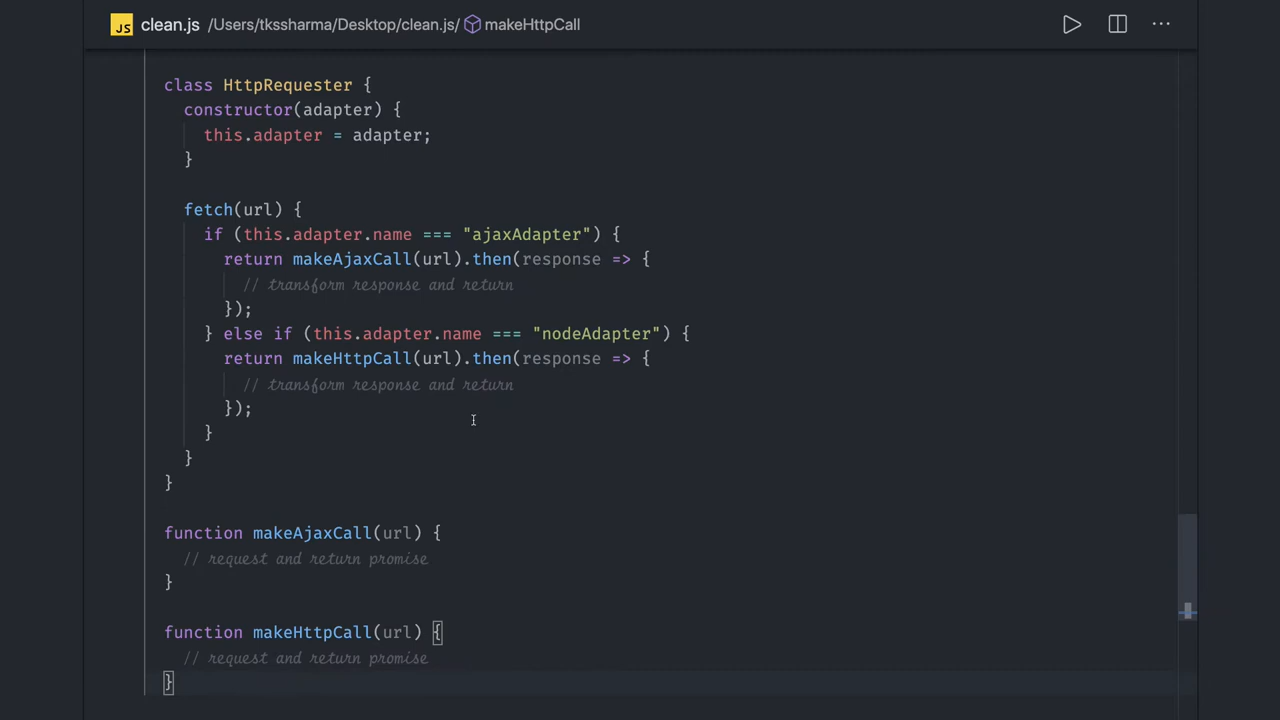 JS clean.js /Users/tkssharma/Desktop/clean.js/ makeHttpCall ...
class HttpRequester {
  constructor(adapter) {
    this.adapter = adapter;
  }

  fetch(url) {
    if (this.adapter.name === "ajaxAdapter") {
      return makeAjaxCall(url).then(response => {
        // transform response and return
      });
    } else if (this.adapter.name === "nodeAdapter") {
      return makeHttpCall(url).then(response => {
        // transform response and return
      });
    }
  }
}

function makeAjaxCall(url) {
  // request and return promise
}

function makeHttpCall(url) {
  // request and return promise
}